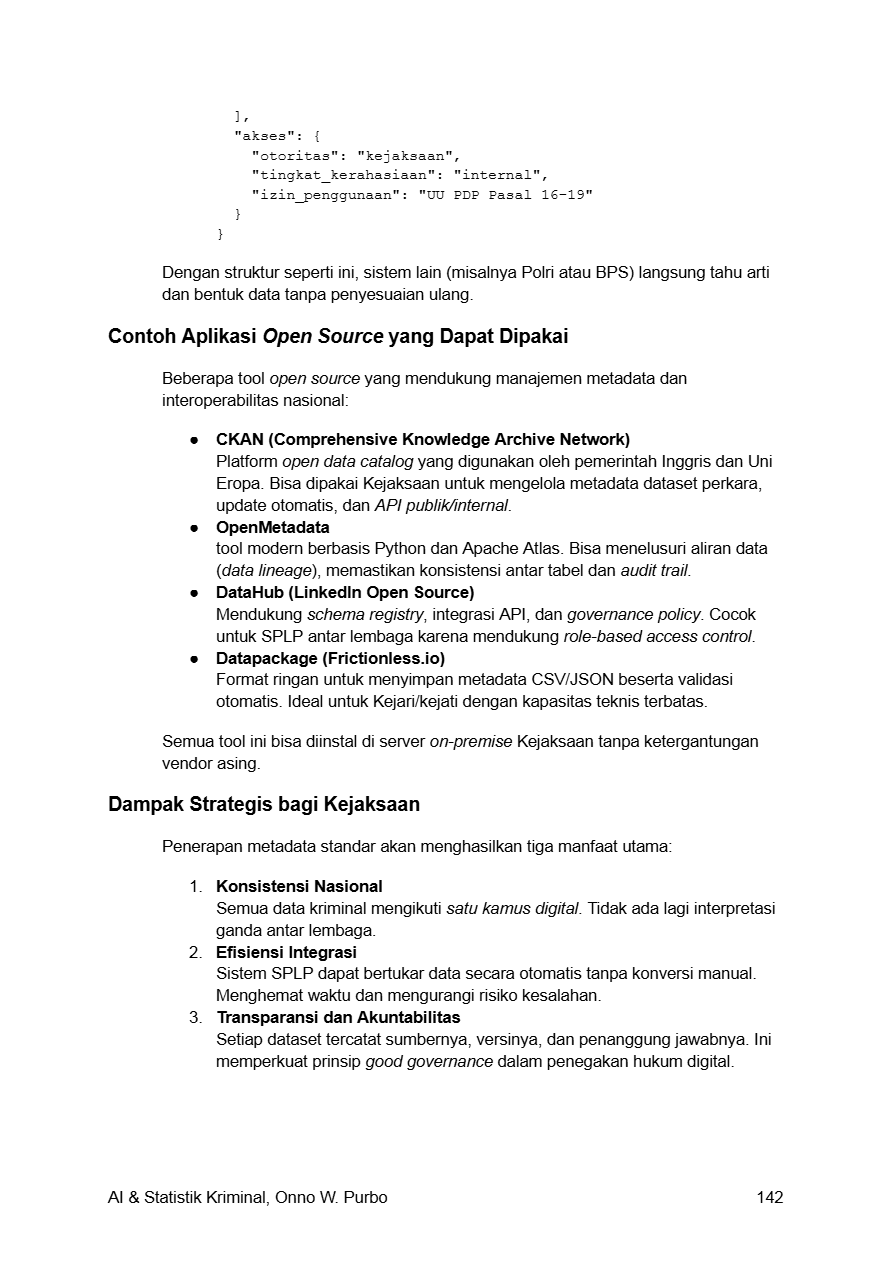 ],
"akses": {
"otoritas": "kejaksaan",
"tingkat_kerahasiaan": "internal",
"izin_penggunaan": "UU PDP Pasal 16-19"
}
}
Dengan struktur seperti ini, sistem lain (misalnya Polri atau BPS) langsung tahu arti
dan bentuk data tanpa penyesuaian ulang.
Contoh Aplikasi Open Source yang Dapat Dipakai
Beberapa tool open source yang mendukung manajemen metadata dan
interoperabilitas nasional:
● CKAN (Comprehensive Knowledge Archive Network)
Platform open data catalog yang digunakan oleh pemerintah Inggris dan Uni
Eropa. Bisa dipakai Kejaksaan untuk mengelola metadata dataset perkara,
update otomatis, dan API publik/internal.
● OpenMetadata
tool modern berbasis Python dan Apache Atlas. Bisa menelusuri aliran data
(data lineage), memastikan konsistensi antar tabel dan audit trail.
● DataHub (LinkedIn Open Source)
Mendukung schema registry, integrasi API, dan governance policy. Cocok
untuk SPLP antar lembaga karena mendukung role-based access control.
● Datapackage (Frictionless.io)
Format ringan untuk menyimpan metadata CSV/JSON beserta validasi
otomatis. Ideal untuk Kejari/kejati dengan kapasitas teknis terbatas.
Semua tool ini bisa diinstal di server on-premise Kejaksaan tanpa ketergantungan
vendor asing.
Dampak Strategis bagi Kejaksaan
Penerapan metadata standar akan menghasilkan tiga manfaat utama:
1. Konsistensi Nasional
Semua data kriminal mengikuti satu kamus digital. Tidak ada lagi interpretasi
ganda antar lembaga.
2. Efisiensi Integrasi
Sistem SPLP dapat bertukar data secara otomatis tanpa konversi manual.
Menghemat waktu dan mengurangi risiko kesalahan.
3. Transparansi dan Akuntabilitas
Setiap dataset tercatat sumbernya, versinya, dan penanggung jawabnya. Ini
memperkuat prinsip good governance dalam penegakan hukum digital.
AI & Statistik Kriminal, Onno W. Purbo 142